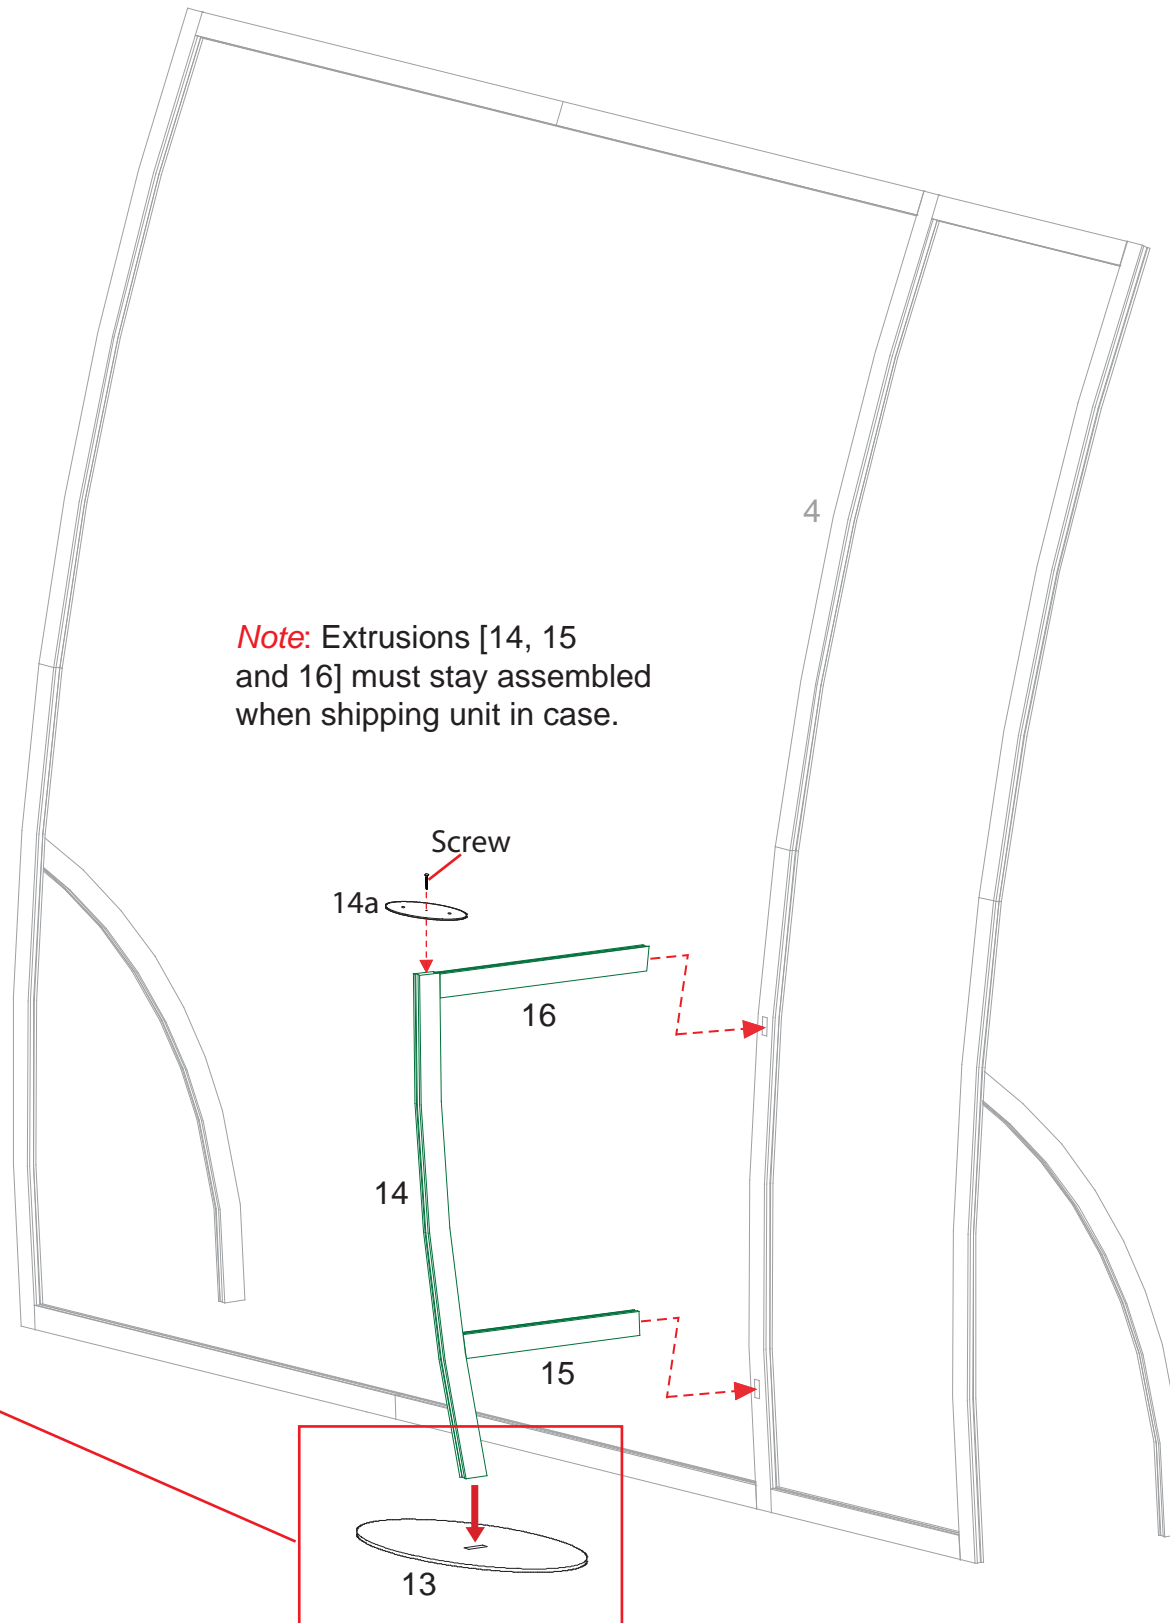 4
Note: Extrusions [14, 15
and 16] must stay assembled
when shipping unit in case.
Screw
14a
16
14
15
13